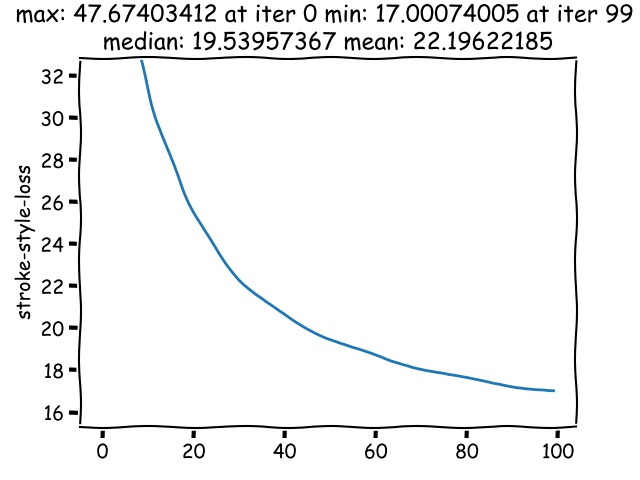 max: 47.67403412 at iter 0 min: 17.00074005 at iter 99
median: 19.53957367 mean: 22.19622185
32
30
28
26
24
22
20
18
16
stroke-style-loss
0 20 40 60 80 100